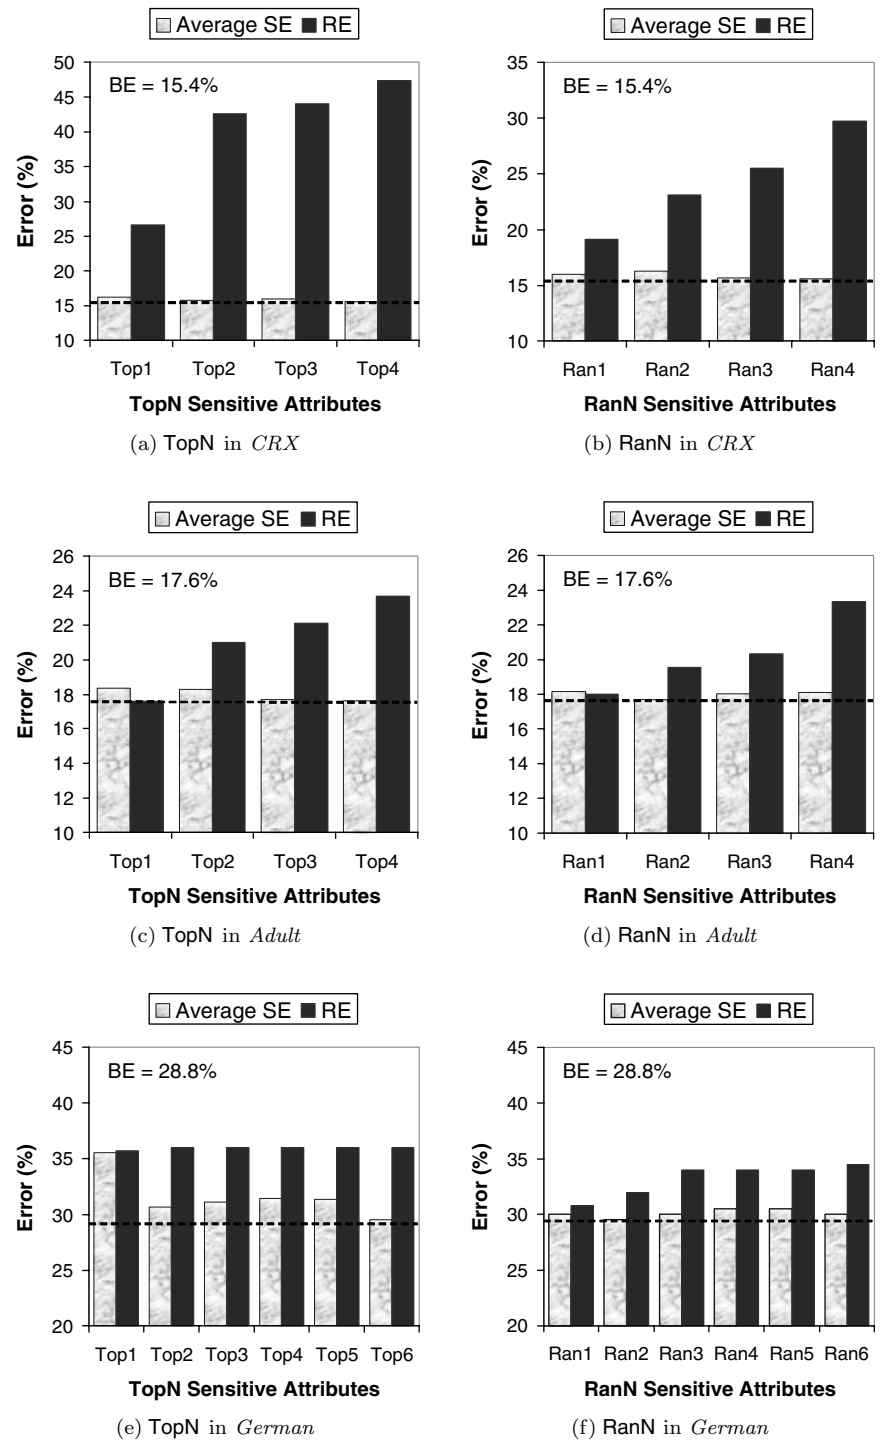 Average SE RE
50
45
40
35
30
25
20
15
10
Error (%)
BE = 15.4%
Top1 Top2 Top3 Top4
TopN Sensitive Attributes
(a) TopN in CRX
Average SE RE
35
30
25
20
15
10
Error (%)
BE = 15.4%
Ran1 Ran2 Ran3 Ran4
RanN Sensitive Attributes
(b) RanN in CRX
Average SE RE
26
24
22
20
18
16
14
12
10
Error (%)
BE = 17.6%
Top1 Top2 Top3 Top4
TopN Sensitive Attributes
(c) TopN in Adult
Average SE RE
26
24
22
20
18
16
14
12
10
Error (%)
BE = 17.6%
Ran1 Ran2 Ran3 Ran4
RanN Sensitive Attributes
(d) RanN in Adult
Average SE RE
45
40
35
30
25
20
Error (%)
BE = 28.8%
Top1 Top2 Top3 Top4 Top5 Top6
TopN Sensitive Attributes
(e) TopN in German
Average SE RE
45
40
35
30
25
20
Error (%)
BE = 28.8%
Ran1 Ran2 Ran3 Ran4 Ran5 Ran6
RanN Sensitive Attributes
(f) RanN in German